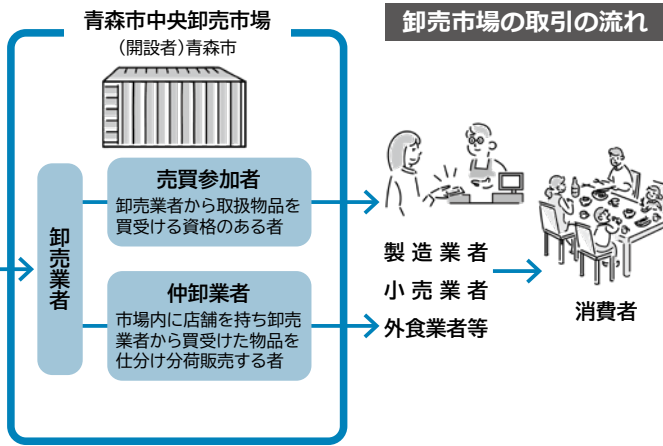 青森市中央卸売市場
（開設者）青森市
卸売市場の取引の流れ
卸売業者
売買参加者
卸売業者から取扱物品を
買受ける資格のある者
仲卸業者
市場内に店舗を持ち卸売
業者から買受けた物品を
仕分け分荷販売する者
製造業者
小売業者
外食業者等
消費者